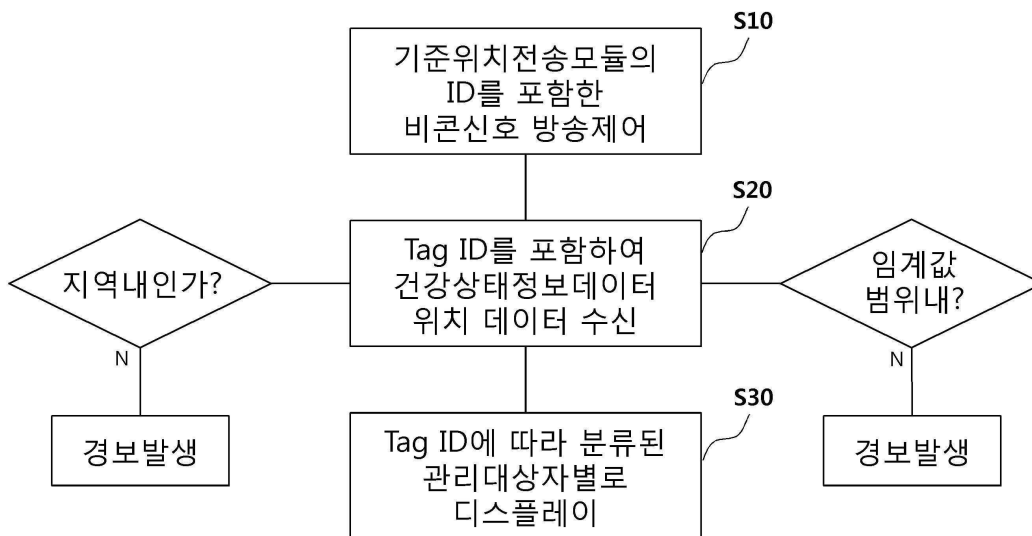 S10
기준위치전송모듈의
ID를 포함한
비콘신호 방송제어
S20
Tag ID를 포함하여
건강상태정보데이터
위치 데이터 수신
지역내인가?
N
경보발생
임계값
범위내?
N
경보발생
S30
Tag ID에 따라 분류된
관리대상자별로
디스플레이